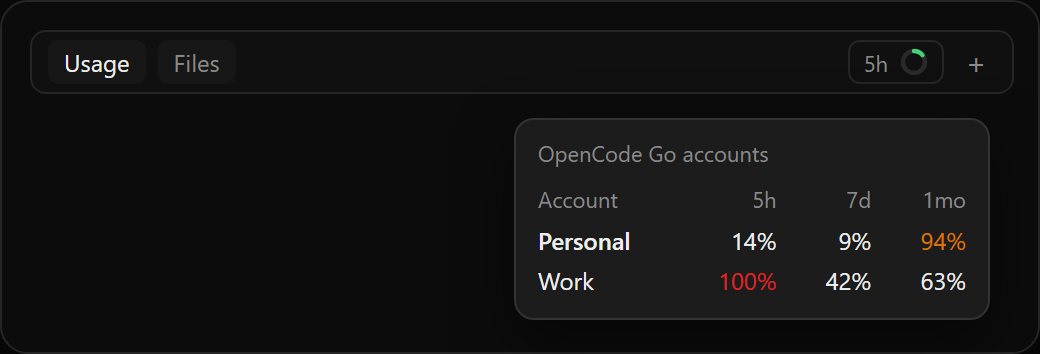 Usage Files 5h +
OpenCode Go accounts
Account 5h 7d 1mo
Personal 14% 9% 94%
Work 100% 42% 63%